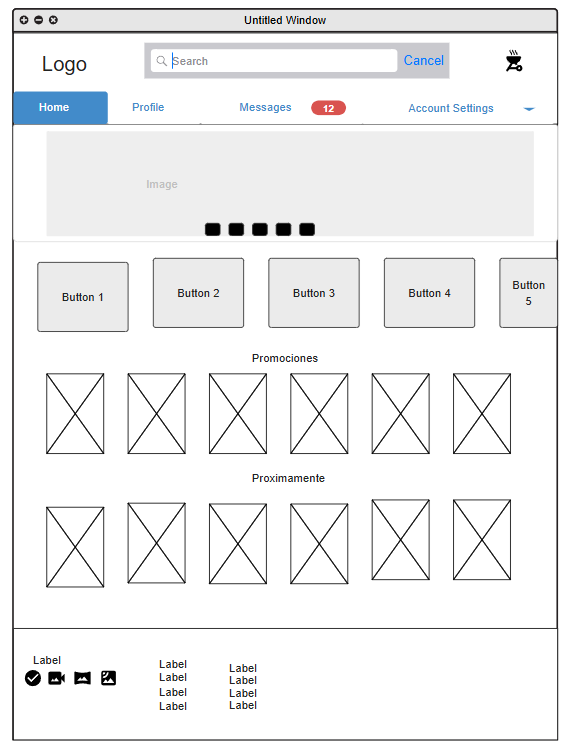 Untitled Window
Logo
Search
Cancel
Home
Profile
Messages
12
Account Settings
Image
Button 1
Button 2
Button 3
Button 4
Button
5
Promociones
Proximamente
Label
Label
Label
Label
Label
Label
Label
Label
Label